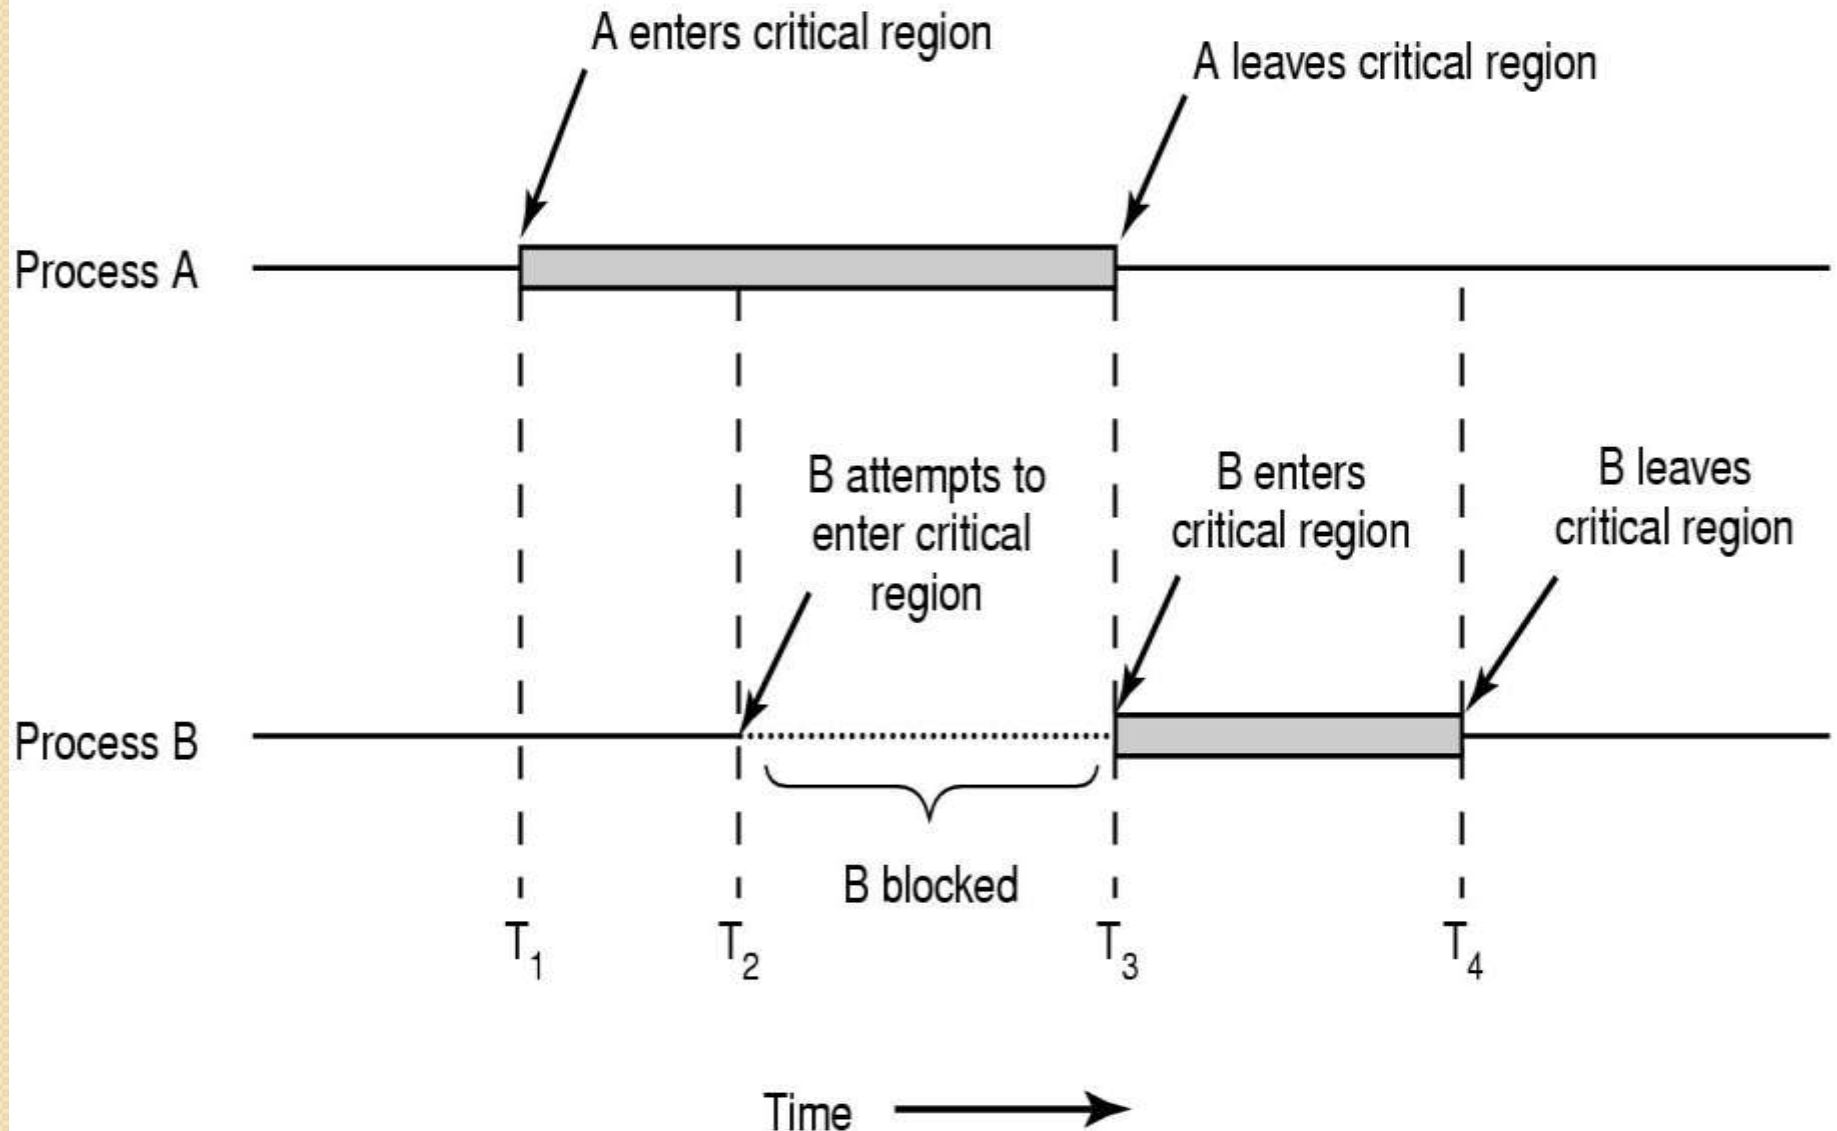 A enters critical region
A leaves critical region
Process A
B attempts to
enter critical
region
B enters
critical region
B leaves
critical region
Process B
B blocked
T1
T2
T3
T4
Time